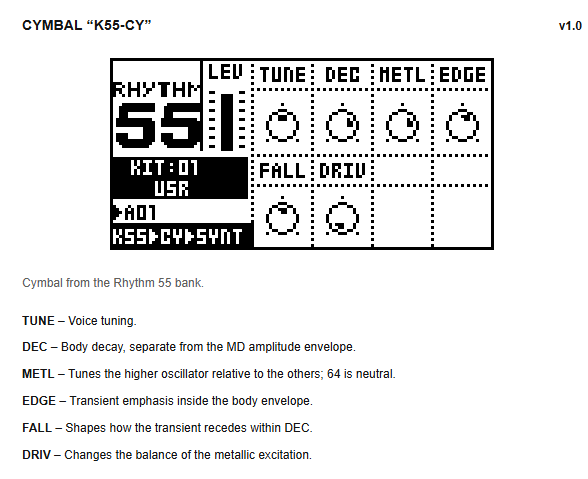 CYMBAL “K55-CY”
v1.0
LEV
TUNE
DEC
METL
EDGE
RHYTHM
55
KIT:01
USR
FALL
DRIV
A01
K55▸CY▸SYNT
Cymbal from the Rhythm 55 bank.
TUNE – Voice tuning.
DEC – Body decay, separate from the MD amplitude envelope.
METL – Tunes the higher oscillator relative to the others; 64 is neutral.
EDGE – Transient emphasis inside the body envelope.
FALL – Shapes how the transient recedes within DEC.
DRIV – Changes the balance of the metallic excitation.